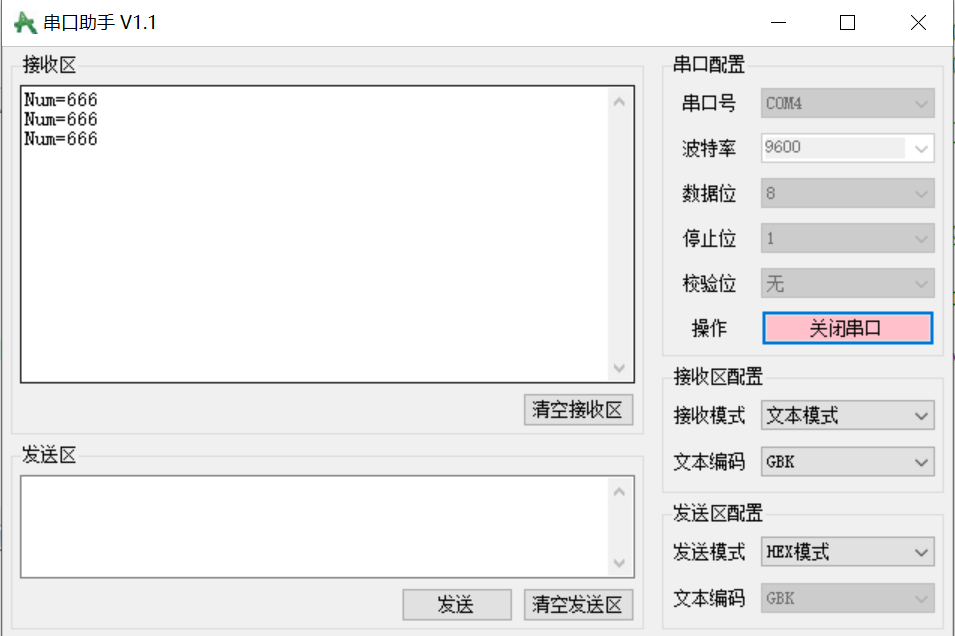 串口助手 V1.1
接收区
Num=666
Num=666
Num=666
清空接收区
发送区
发送
清空发送区
串口配置
串口号 COM4
波特率 9600
数据位 8
停止位 1
校验位 无
操作 关闭串口
接收区配置
接收模式 文本模式
文本编码 GBK
发送区配置
发送模式 HEX模式
文本编码 GBK